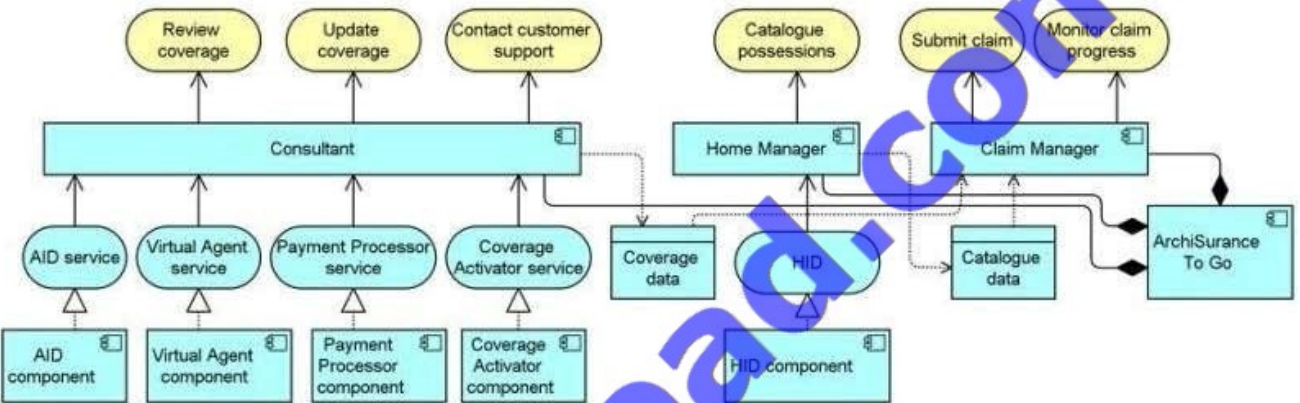 Review
coverage
Update
coverage
Contact customer
support
Catalogue
possessions
Submit claim
Monitor claim
progress
Consultant
Home Manager
Claim Manager
AID service
Virtual Agent
service
Payment Processor
service
Coverage
Activator service
Coverage
data
HID
Catalogue
data
ArchiSurance
To Go
AID
component
Virtual Agent
component
Payment
Processor
component
Coverage
Activator
component
HID component
ad.com